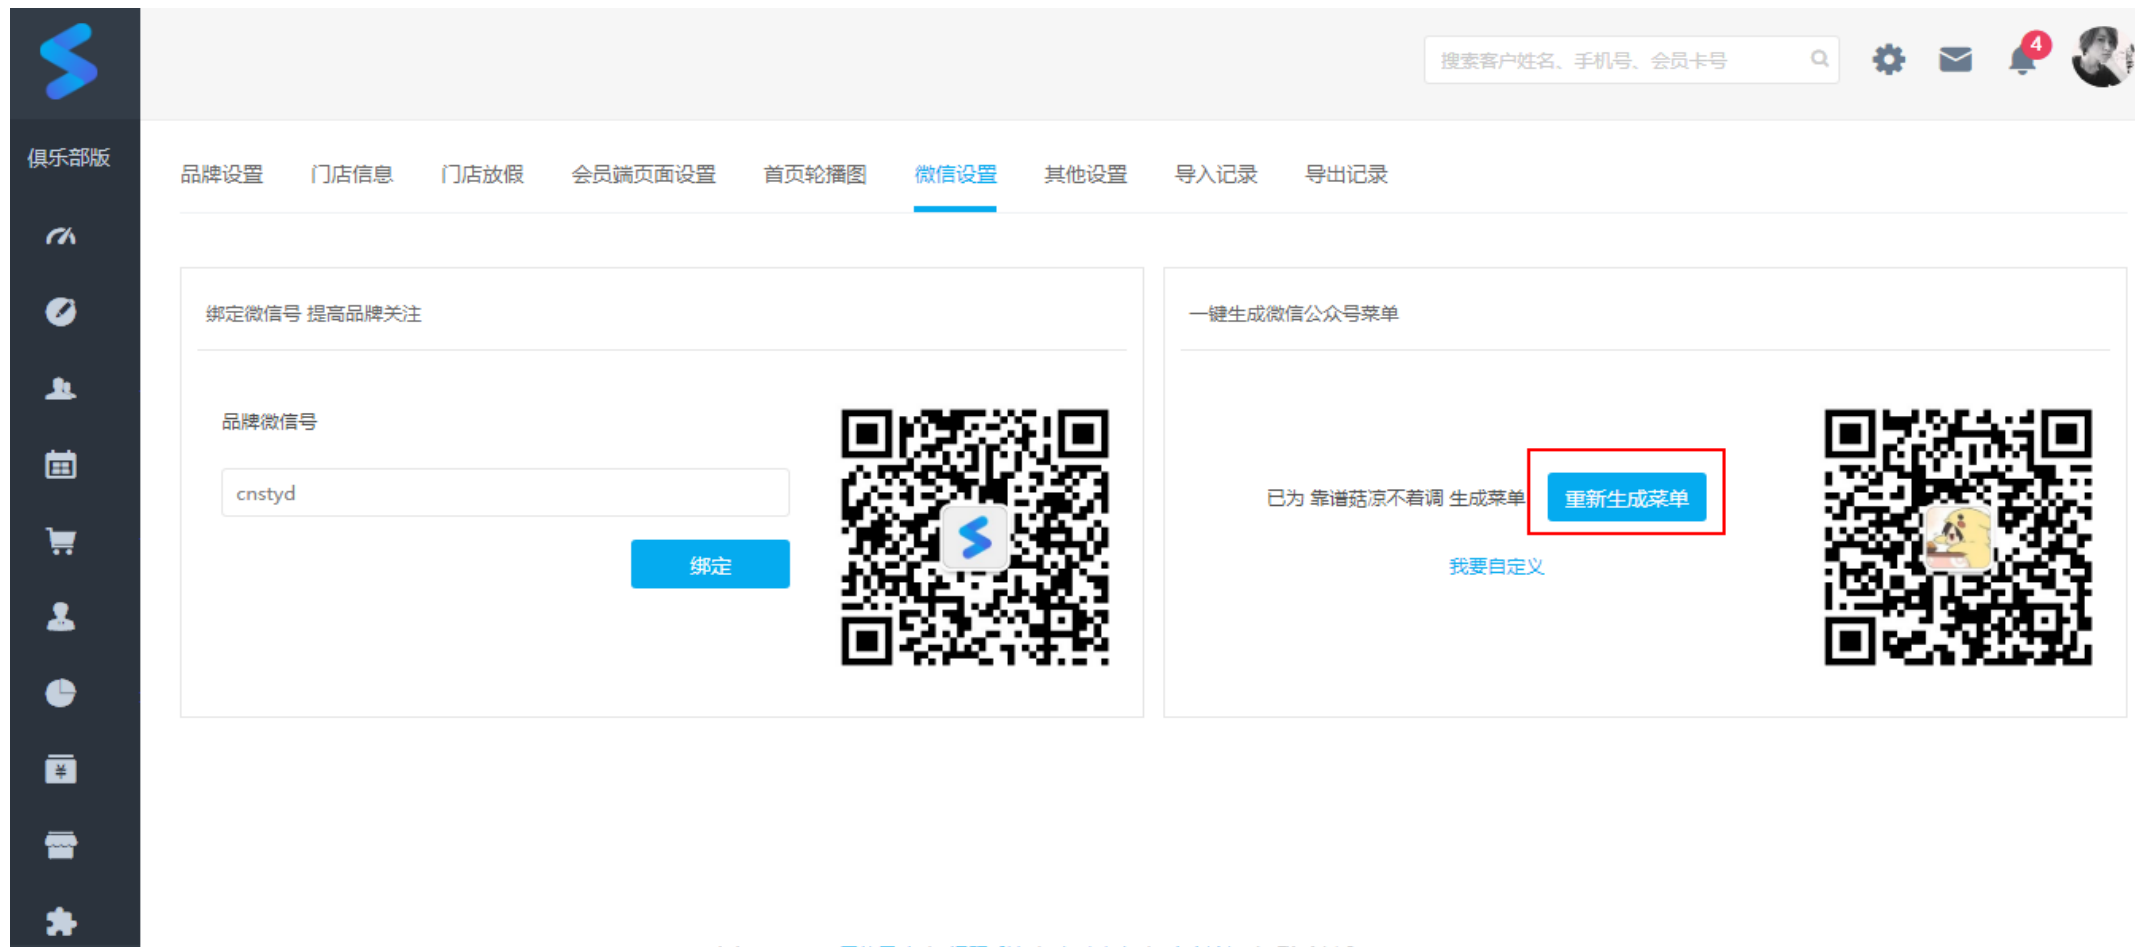 搜索客户姓名、手机号、会员卡号
4
俱乐部版
品牌设置 门店信息 门店放假 会员端页面设置 首页轮播图 微信设置 其他设置 导入记录 导出记录
绑定微信号 提高品牌关注
一键生成微信公众号菜单
品牌微信号
cnstyd
绑定
已为 靠谱菇凉不着调 生成菜单
重新生成菜单
我要自定义